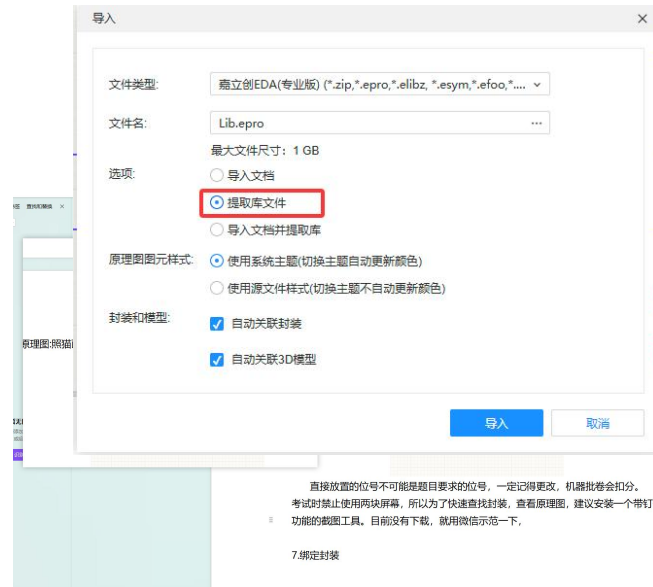 导入
文件类型: 嘉立创EDA(专业版) (*.zip,*.epro,*.elibz, *.esym,*.efoo,*....
文件名: Lib.epro ...
最大文件尺寸: 1 GB
选项: 导入文档
提取库文件
导入文档并提取库
原理图图元样式: 使用系统主题(切换主题自动更新颜色)
使用源文件样式(切换主题不自动更新颜色)
封装和模型: 自动关联封装
自动关联3D模型
导入 取消
查找和替换
原理图:照猫
直接放置的位号不可能是题目要求的位号，一定记得更改，机器批卷会扣分。
考试时禁止使用两块屏幕，所以为了快速查找封装，查看原理图，建议安装一个带钉
功能的截图工具。目前没有下载，就用微信示范一下，
7.绑定封装